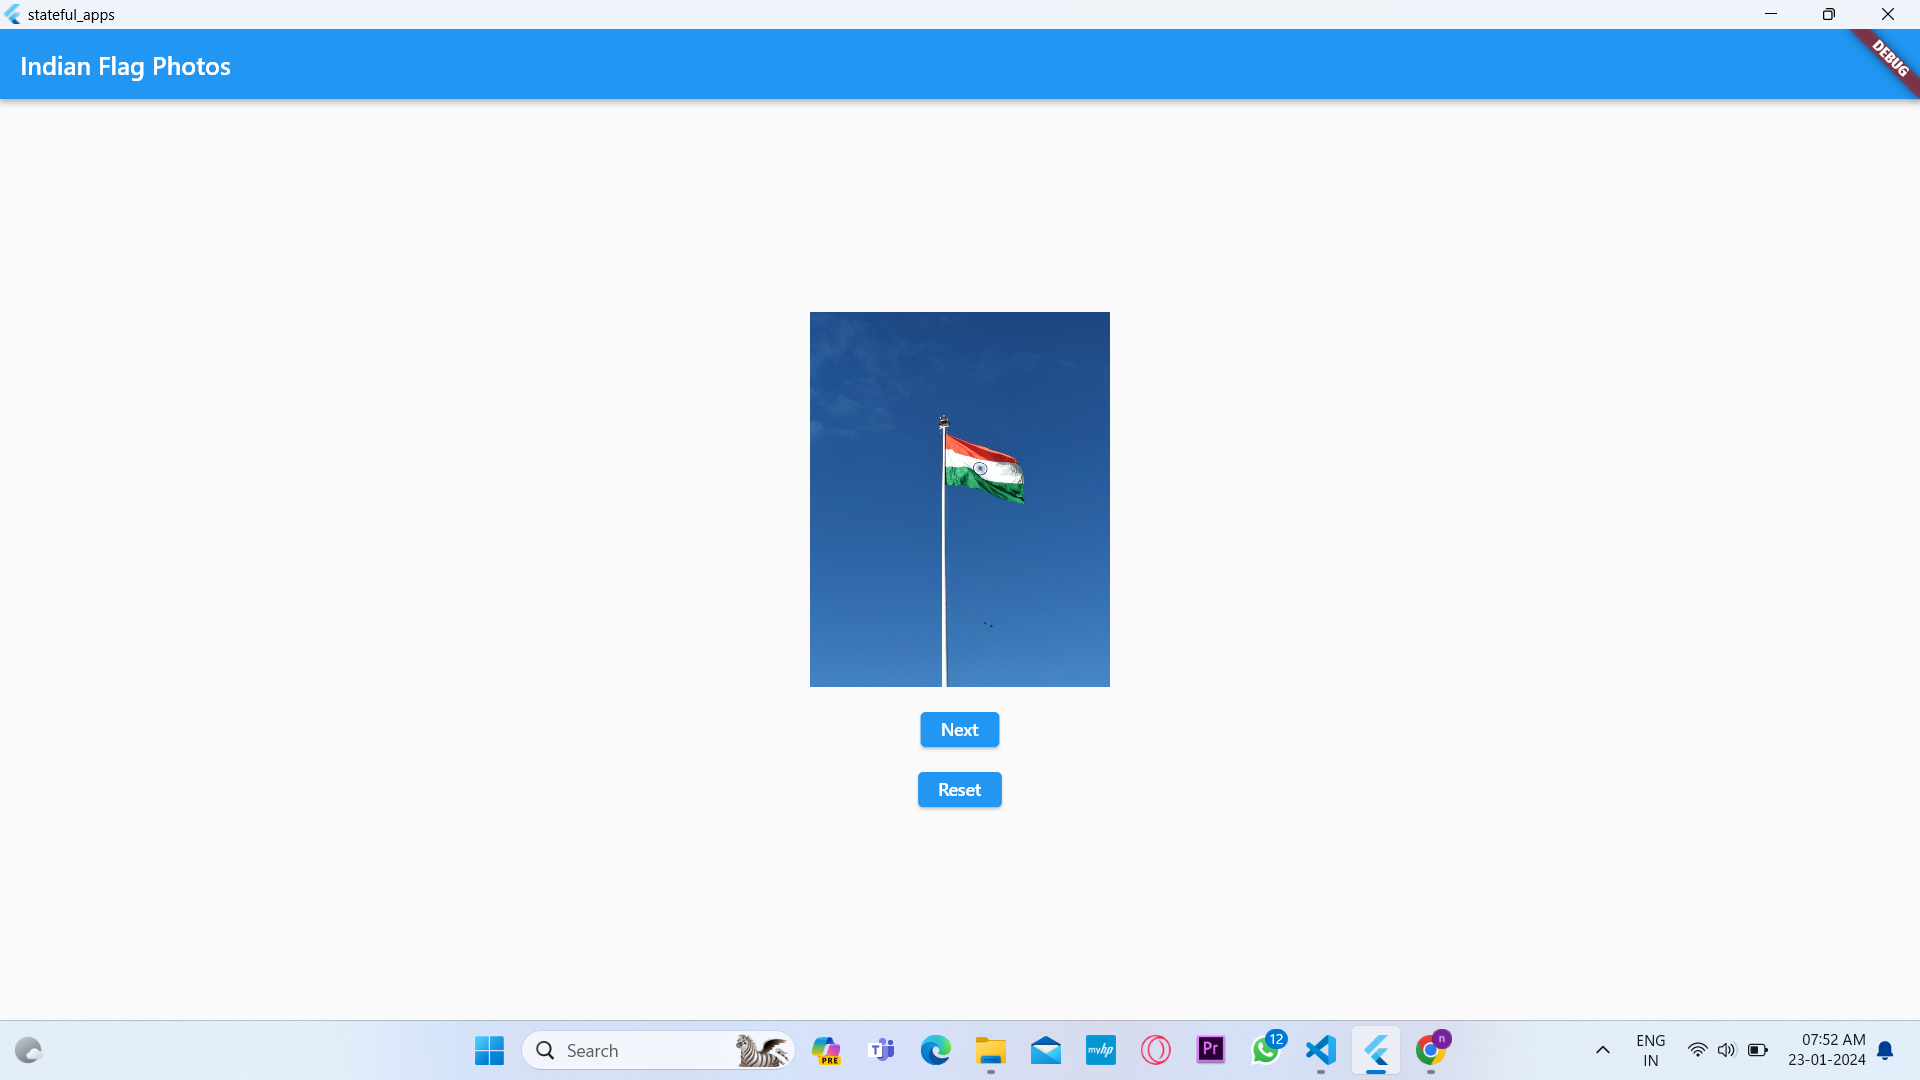 stateful_apps
Indian Flag Photos
DEBUG
Next
Reset
Search
PRE
myhp
Pr
12
n
ENG
IN
07:52 AM
23-01-2024